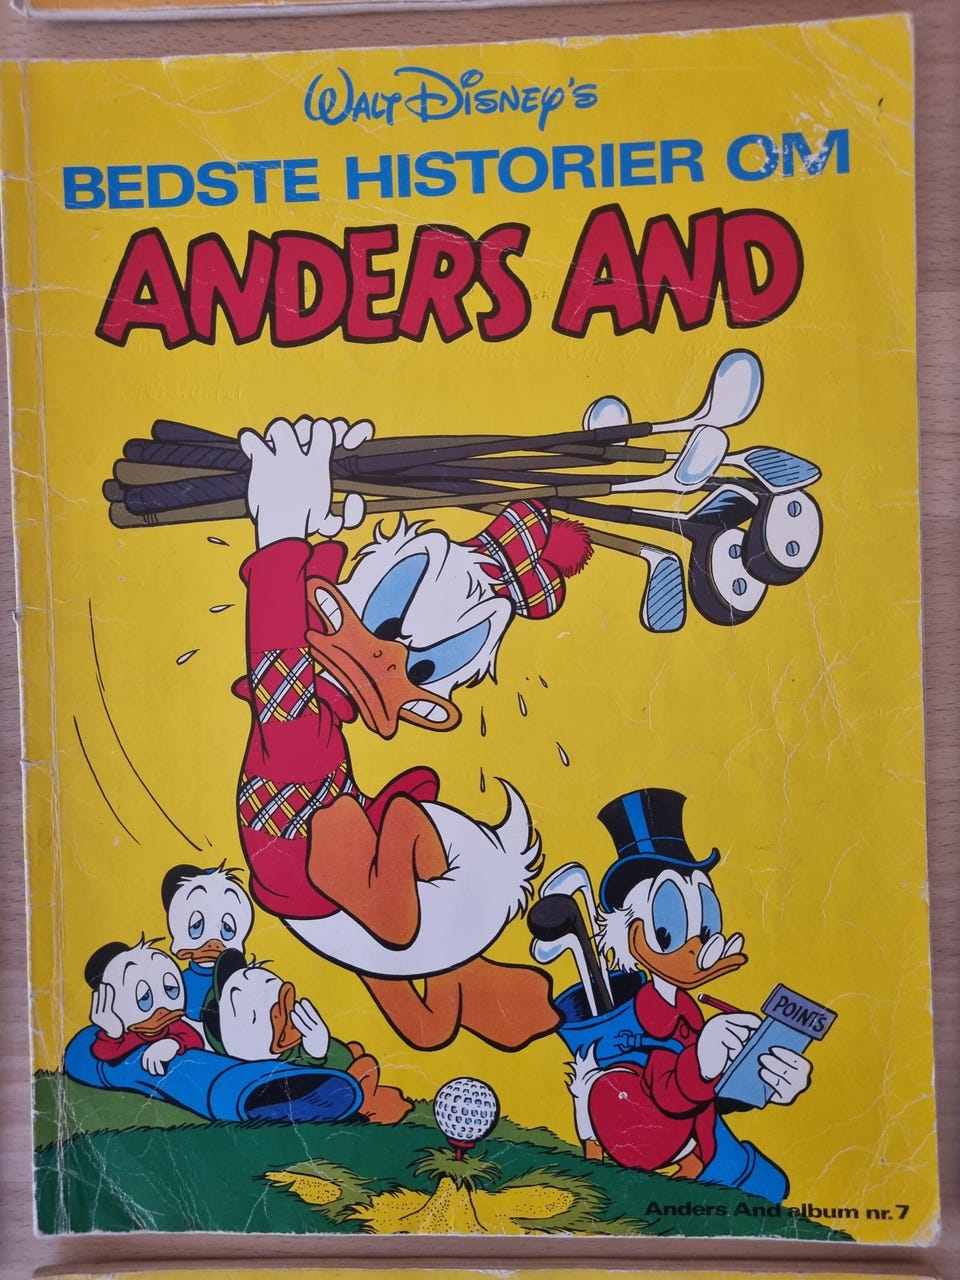 WALT DISNEY'S
BEDSTE HISTORIER OM
ANDERS AND
POINTS
Anders And album nr. 7